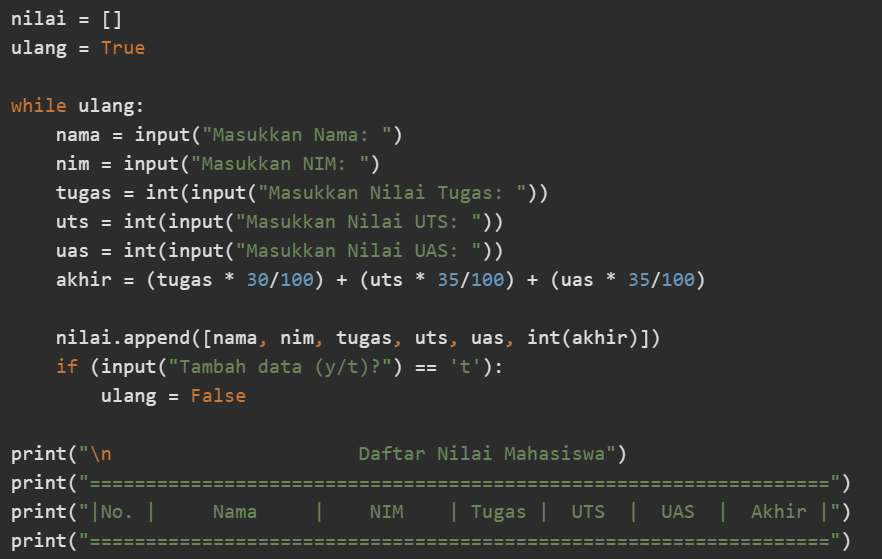 nilai = []
ulang = True

while ulang:
    nama = input("Masukkan Nama: ")
    nim = input("Masukkan NIM: ")
    tugas = int(input("Masukkan Nilai Tugas: "))
    uts = int(input("Masukkan Nilai UTS: "))
    uas = int(input("Masukkan Nilai UAS: "))
    akhir = (tugas * 30/100) + (uts * 35/100) + (uas * 35/100)

    nilai.append([nama, nim, tugas, uts, uas, int(akhir)])
    if (input("Tambah data (y/t)?") == 't'):
        ulang = False

print("\n                      Daftar Nilai Mahasiswa")
print("==================================================================")
print("|No. |     Nama     |    NIM    | Tugas |  UTS  |  UAS  |  Akhir |")
print("==================================================================")